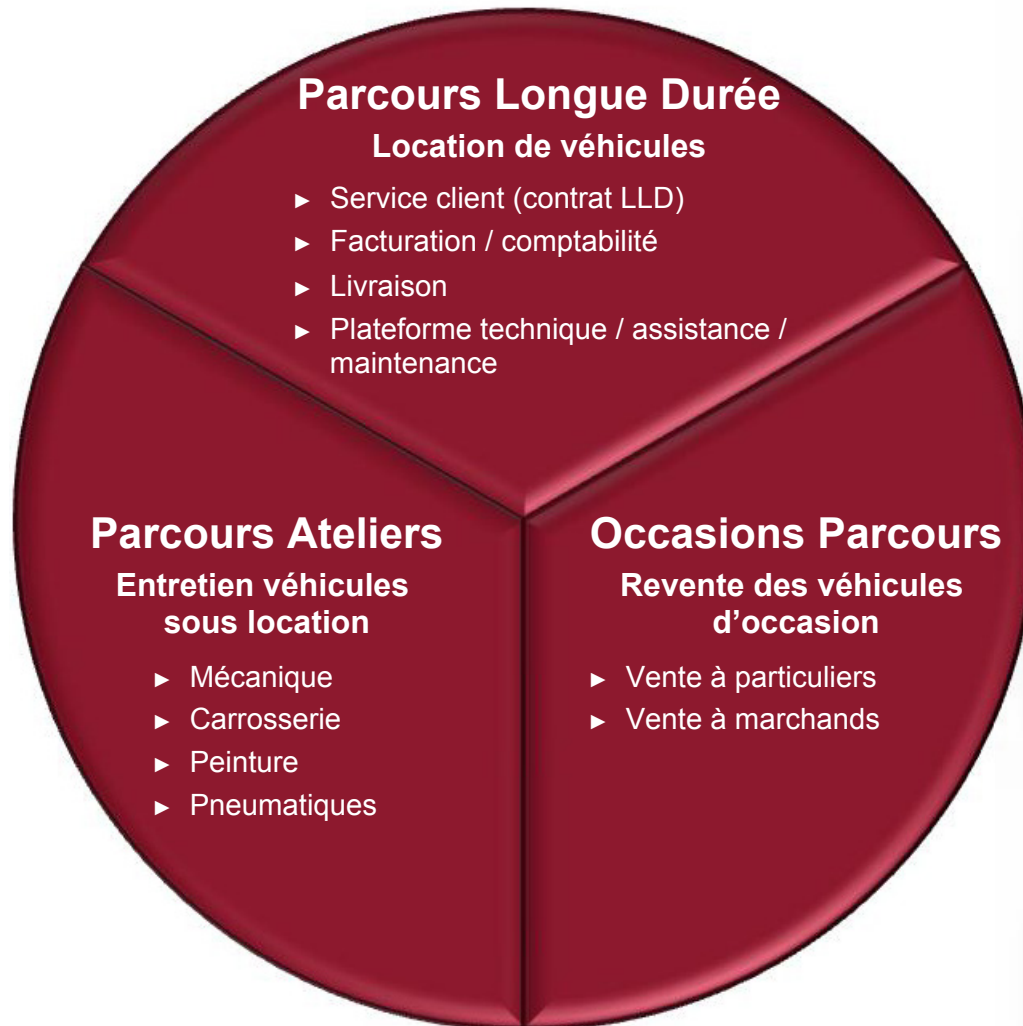 Parcours Longue Durée
Location de véhicules
► Service client (contrat LLD)
► Facturation / comptabilité
► Livraison
► Plateforme technique / assistance /
maintenance
Parcours Ateliers
Entretien véhicules
sous location
► Mécanique
► Carrosserie
► Peinture
► Pneumatiques
Occasions Parcours
Revente des véhicules
d’occasion
► Vente à particuliers
► Vente à marchands